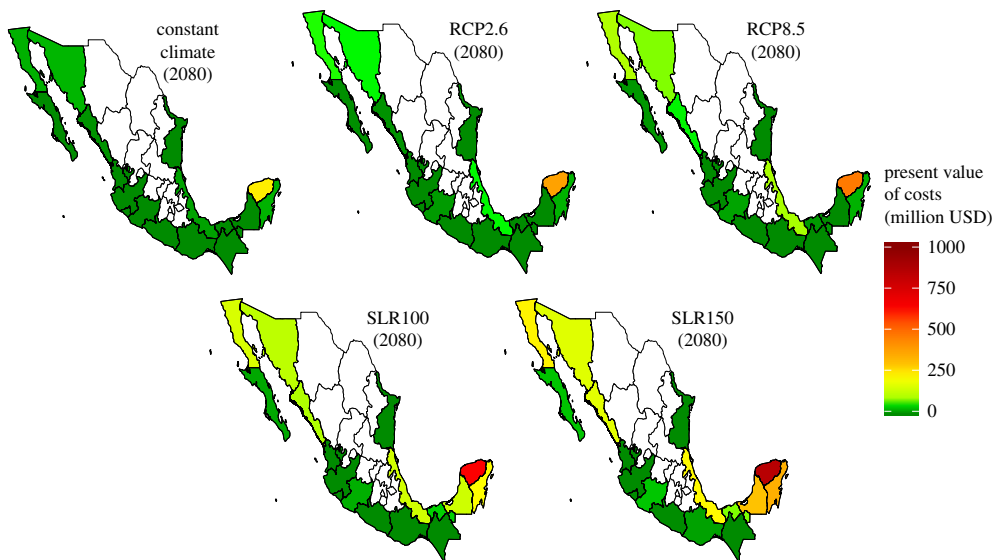 constant
climate
(2080)
RCP2.6
(2080)
RCP8.5
(2080)
present value
of costs
(million USD)
1000
750
500
250
0
SLR100
(2080)
SLR150
(2080)